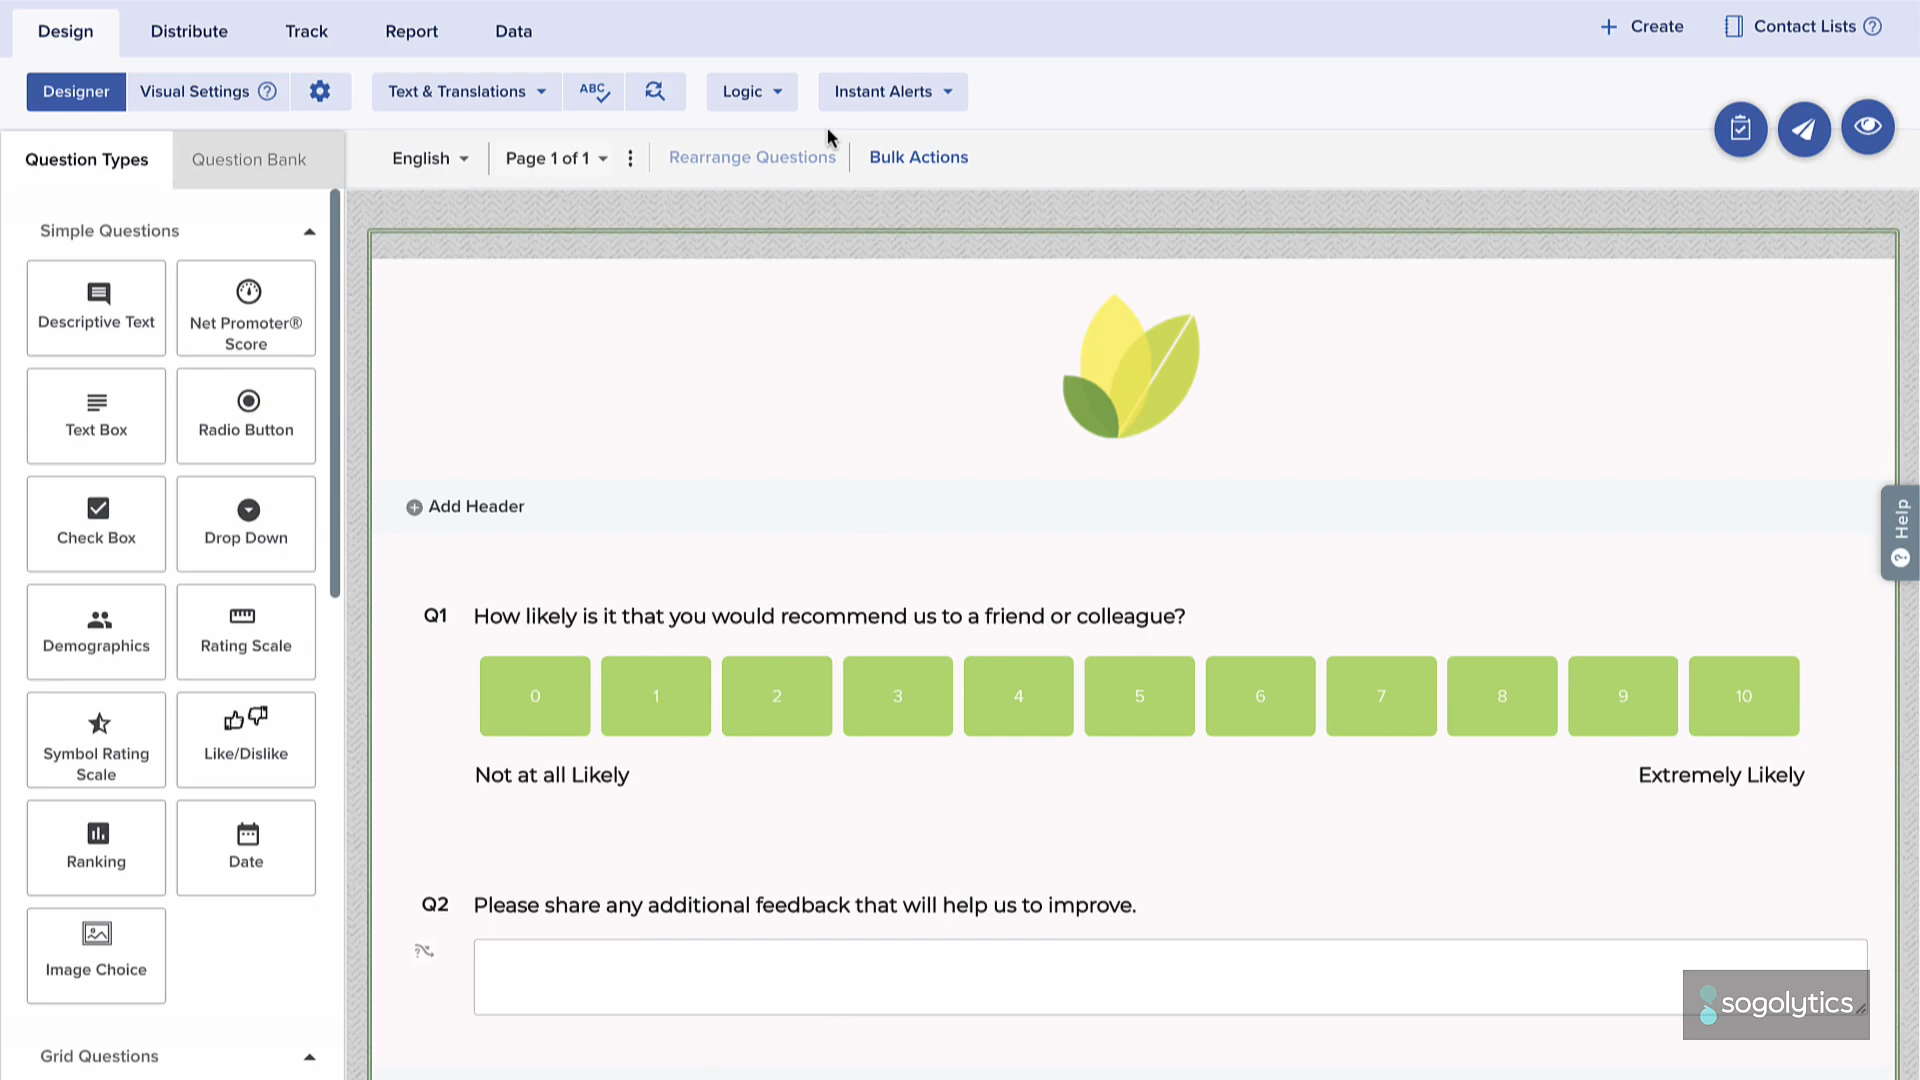 Design
Distribute
Track
Report
Data
Create
Contact Lists ?
Designer
Visual Settings ?
Text & Translations
ABC
Logic
Instant Alerts
Question Types
Question Bank
English
Page 1 of 1
Rearrange Questions
Bulk Actions
Simple Questions
Descriptive Text
Net Promoter®
Score
Text Box
Radio Button
Check Box
Drop Down
Demographics
Rating Scale
Symbol Rating
Scale
Like/Dislike
Ranking
Date
Image Choice
Grid Questions
Add Header
Q1 How likely is it that you would recommend us to a friend or colleague?
0 1 2 3 4 5 6 7 8 9 10
Not at all Likely
Extremely Likely
Q2 Please share any additional feedback that will help us to improve.
?
Help
?
sogolytics